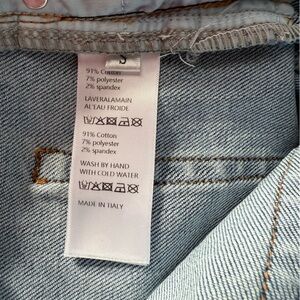 S
91% Cotton
7% polyester
2% spandex
LAVERALAMAIN
AL'EAU FROIDE
91% Cotton
7% polyester
2% spandex
WASH BY HAND
WITH COLD WATER
MADE IN ITALY